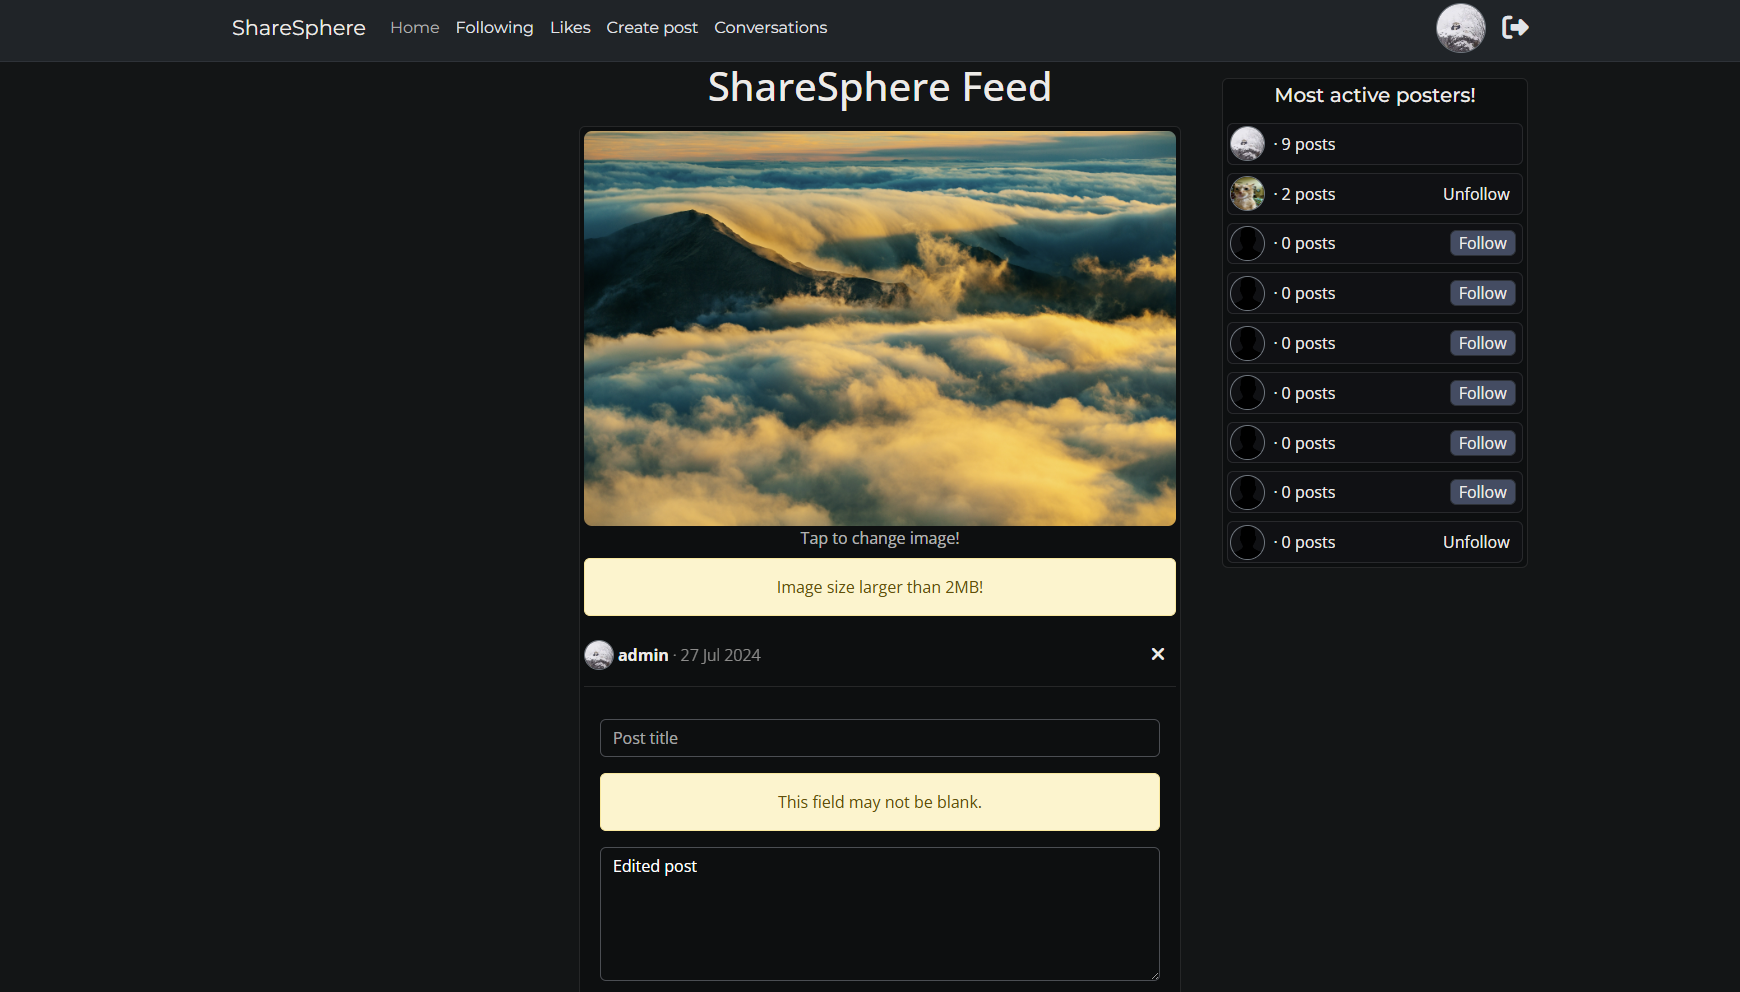 ShareSphere Home Following Likes Create post Conversations
ShareSphere Feed
Tap to change image!
Image size larger than 2MB!
admin · 27 Jul 2024
Post title
This field may not be blank.
Edited post
Most active posters!
· 9 posts
· 2 posts Unfollow
· 0 posts Follow
· 0 posts Follow
· 0 posts Follow
· 0 posts Follow
· 0 posts Follow
· 0 posts Follow
· 0 posts Unfollow